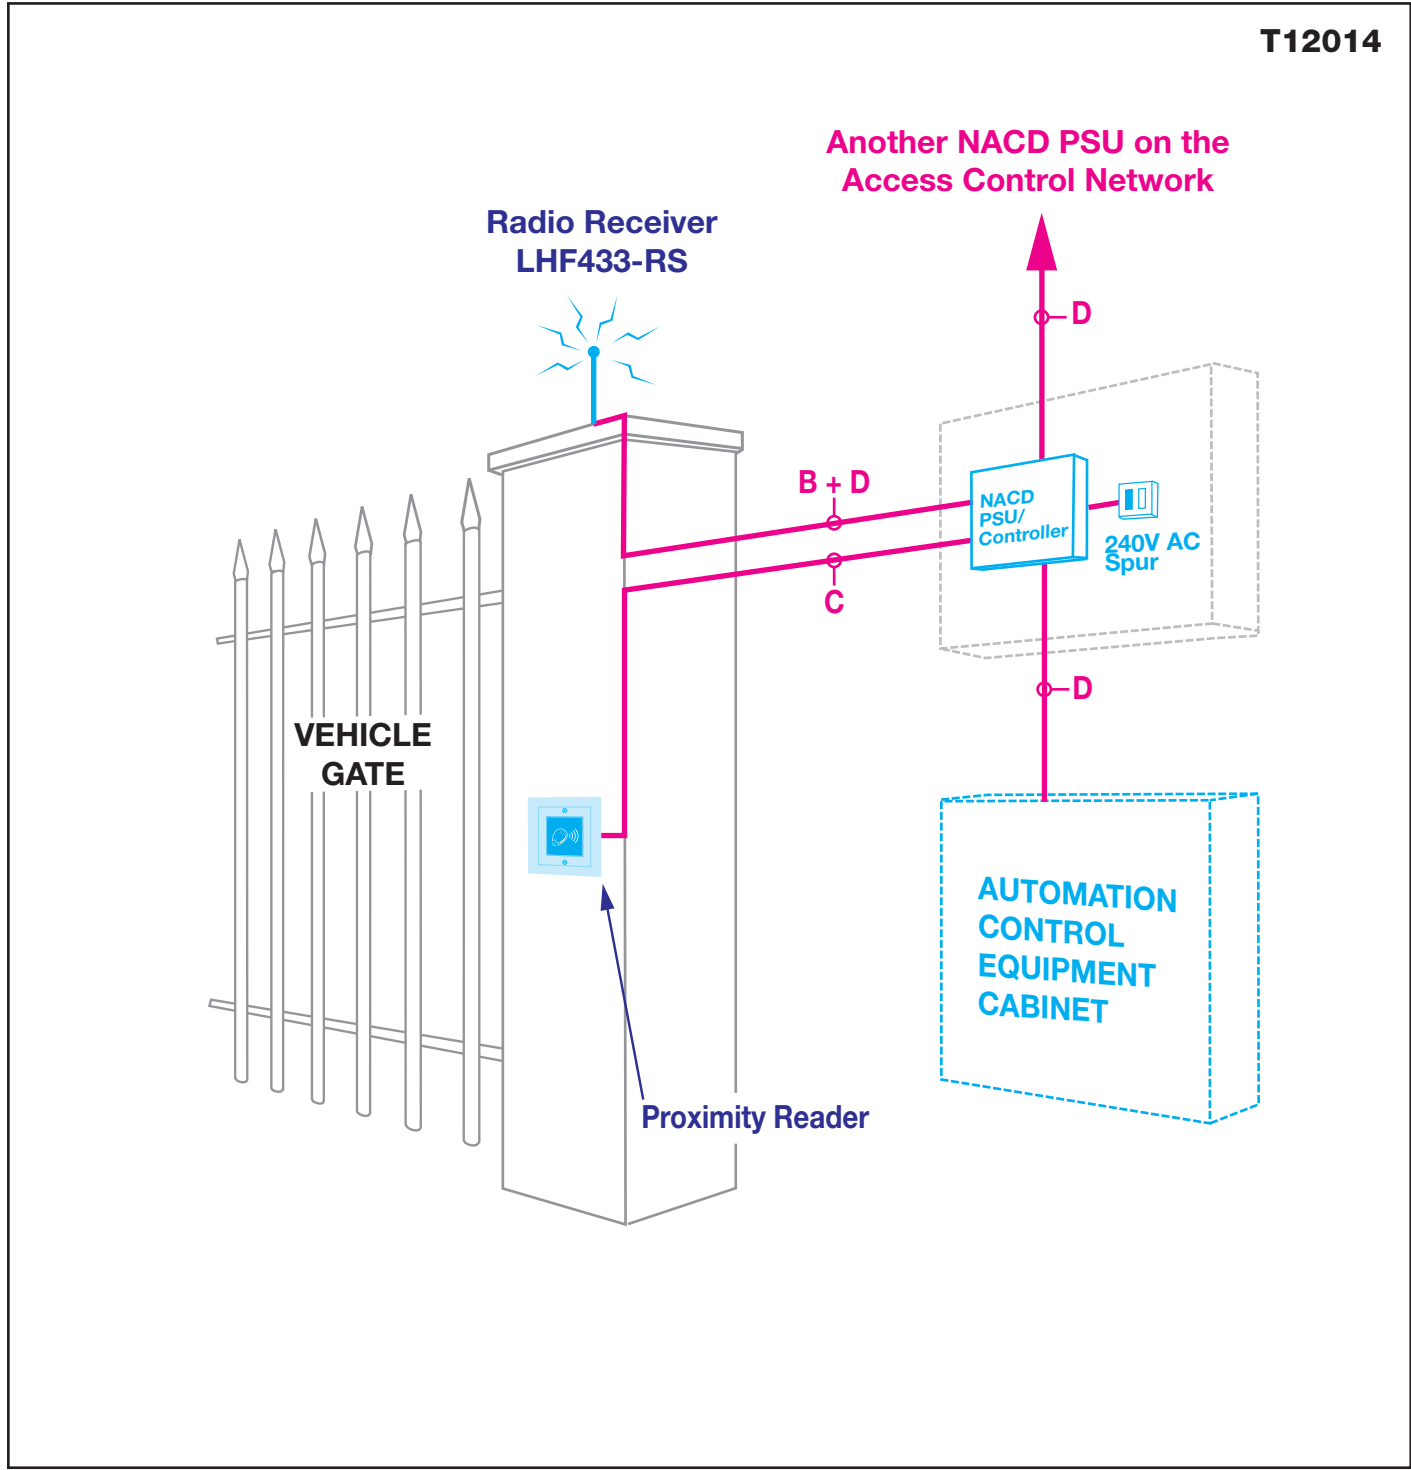 T12014
Another NACD PSU on the
Access Control Network
Radio Receiver
LHF433-RS
D
B + D
NACD
PSU/
Controller
240V AC
Spur
C
D
VEHICLE
GATE
AUTOMATION
CONTROL
EQUIPMENT
CABINET
Proximity Reader